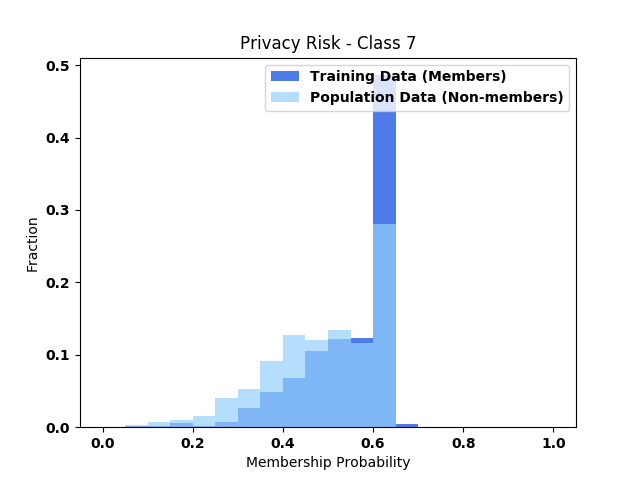 Privacy Risk - Class 7
Training Data (Members)
Population Data (Non-members)
0.5
0.4
0.3
0.2
0.1
0.0
Fraction
0.0 0.2 0.4 0.6 0.8 1.0
Membership Probability